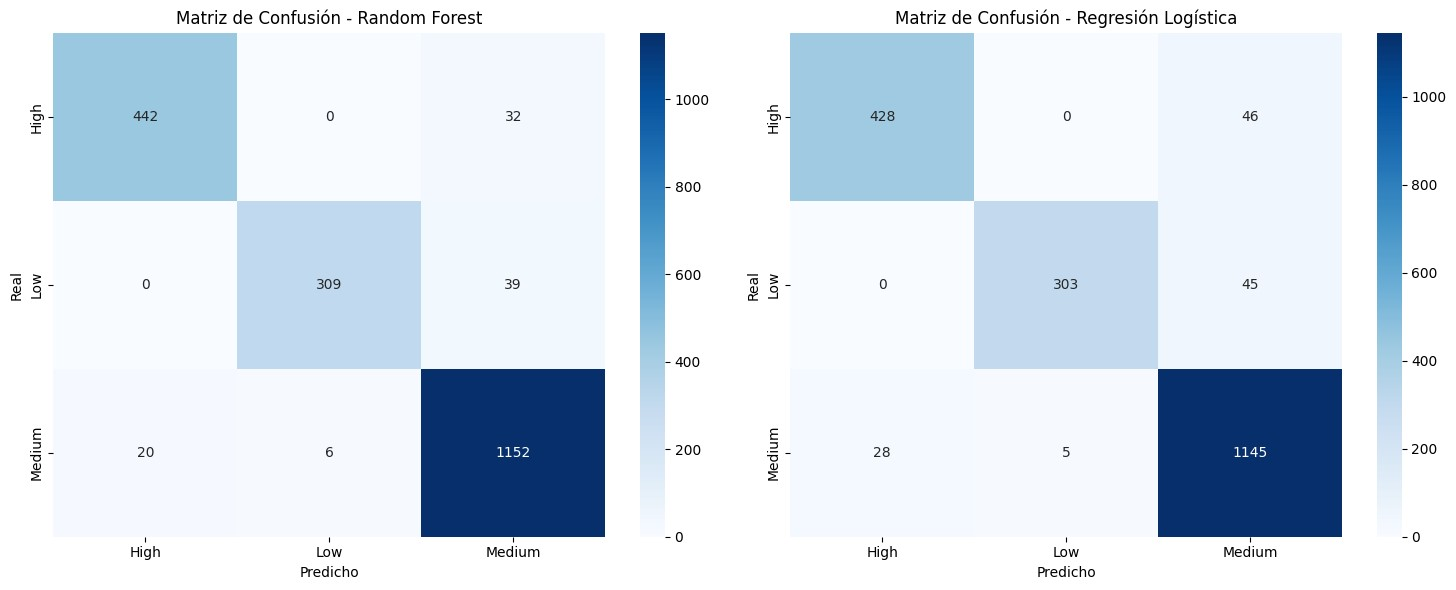 Matriz de Confusión - Random Forest
High
442
0
32
Real
Low
0
309
39
Medium
20
6
1152
High
Low
Medium
Predicho
1000
800
600
400
200
0
Matriz de Confusión - Regresión Logística
High
428
0
46
Real
Low
0
303
45
Medium
28
5
1145
High
Low
Medium
Predicho
1000
800
600
400
200
0